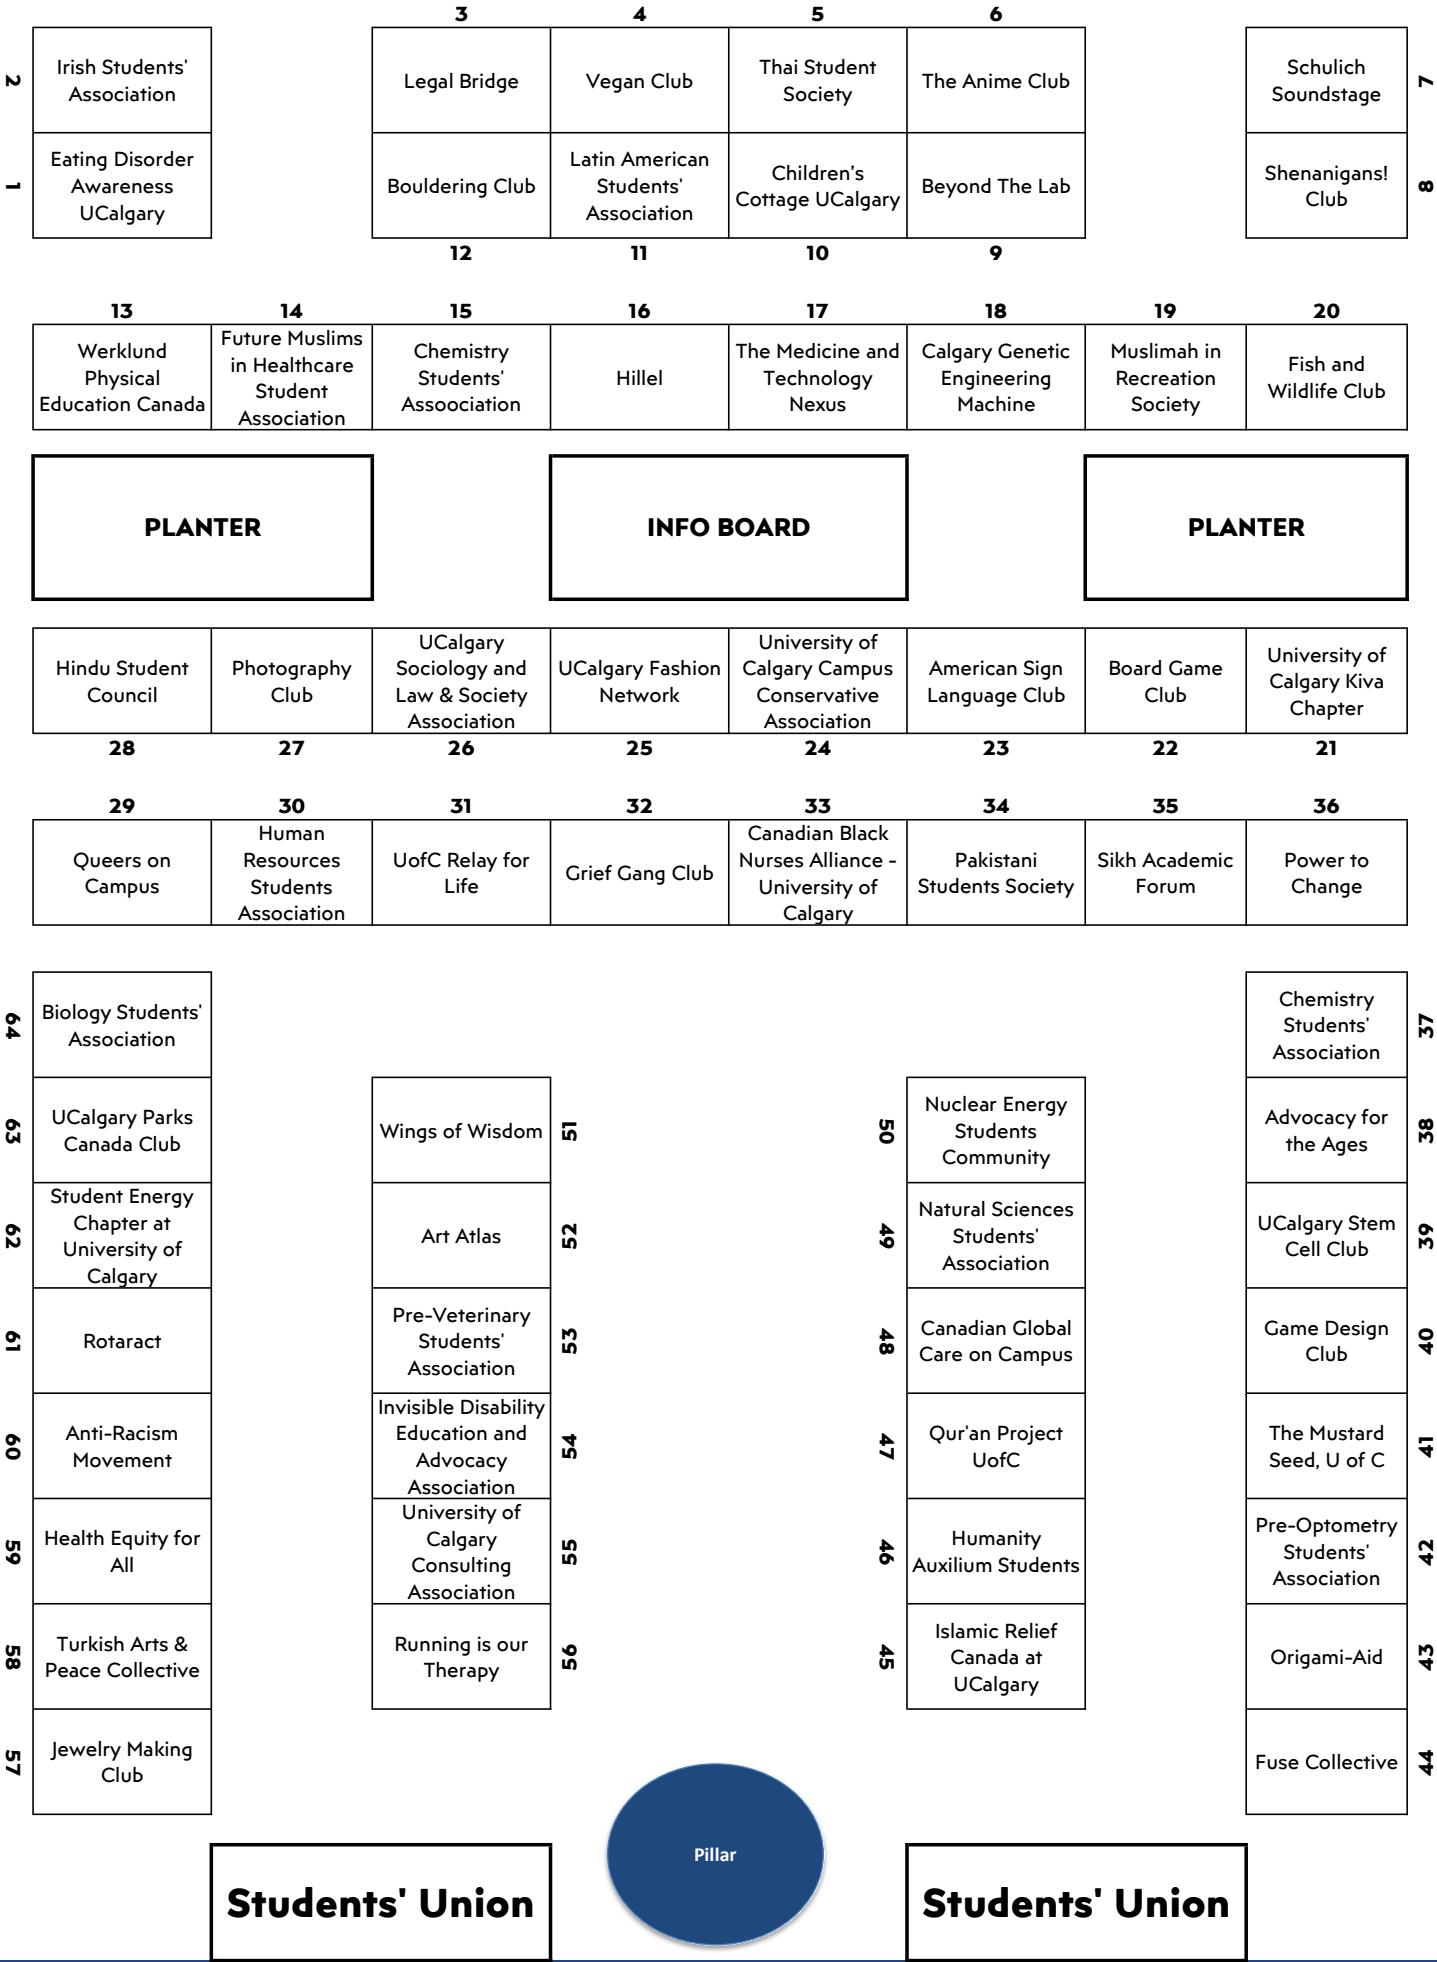 3
4
5
6
2
Irish Students'
Association
Legal Bridge
Vegan Club
Thai Student
Society
The Anime Club
Schulich
Soundstage
7
1
Eating Disorder
Awareness
UCalgary
Bouldering Club
Latin American
Students'
Association
Children's
Cottage UCalgary
Beyond The Lab
Shenanigans!
Club
8
12
11
10
9
13
14
15
16
17
18
19
20
Werklund
Physical
Education Canada
Future Muslims
in Healthcare
Student
Association
Chemistry
Students'
Assoociation
Hillel
The Medicine and
Technology
Nexus
Calgary Genetic
Engineering
Machine
Muslimah in
Recreation
Society
Fish and
Wildlife Club
PLANTER
INFO BOARD
PLANTER
Hindu Student
Council
Photography
Club
UCalgary
Sociology and
Law & Society
Association
UCalgary Fashion
Network
University of
Calgary Campus
Conservative
Association
American Sign
Language Club
Board Game
Club
University of
Calgary Kiva
Chapter
28
27
26
25
24
23
22
21
29
30
31
32
33
34
35
36
Queers on
Campus
Human
Resources
Students
Association
UofC Relay for
Life
Grief Gang Club
Canadian Black
Nurses Alliance -
University of
Calgary
Pakistani
Students Society
Sikh Academic
Forum
Power to
Change
64
Biology Students'
Association
Chemistry
Students'
Association
37
63
UCalgary Parks
Canada Club
Wings of Wisdom
51
50
Nuclear Energy
Students
Community
Advocacy for
the Ages
38
62
Student Energy
Chapter at
University of
Calgary
Art Atlas
52
49
Natural Sciences
Students'
Association
UCalgary Stem
Cell Club
39
61
Rotaract
Pre-Veterinary
Students'
Association
53
48
Canadian Global
Care on Campus
Game Design
Club
40
60
Anti-Racism
Movement
Invisible Disability
Education and
Advocacy
Association
54
47
Qur'an Project
UofC
The Mustard
Seed, U of C
41
59
Health Equity for
All
University of
Calgary
Consulting
Association
55
46
Humanity
Auxilium Students
Pre-Optometry
Students'
Association
42
58
Turkish Arts &
Peace Collective
Running is our
Therapy
56
45
Islamic Relief
Canada at
UCalgary
Origami-Aid
43
57
Jewelry Making
Club
Fuse Collective
44
Pillar
Students' Union
Students' Union